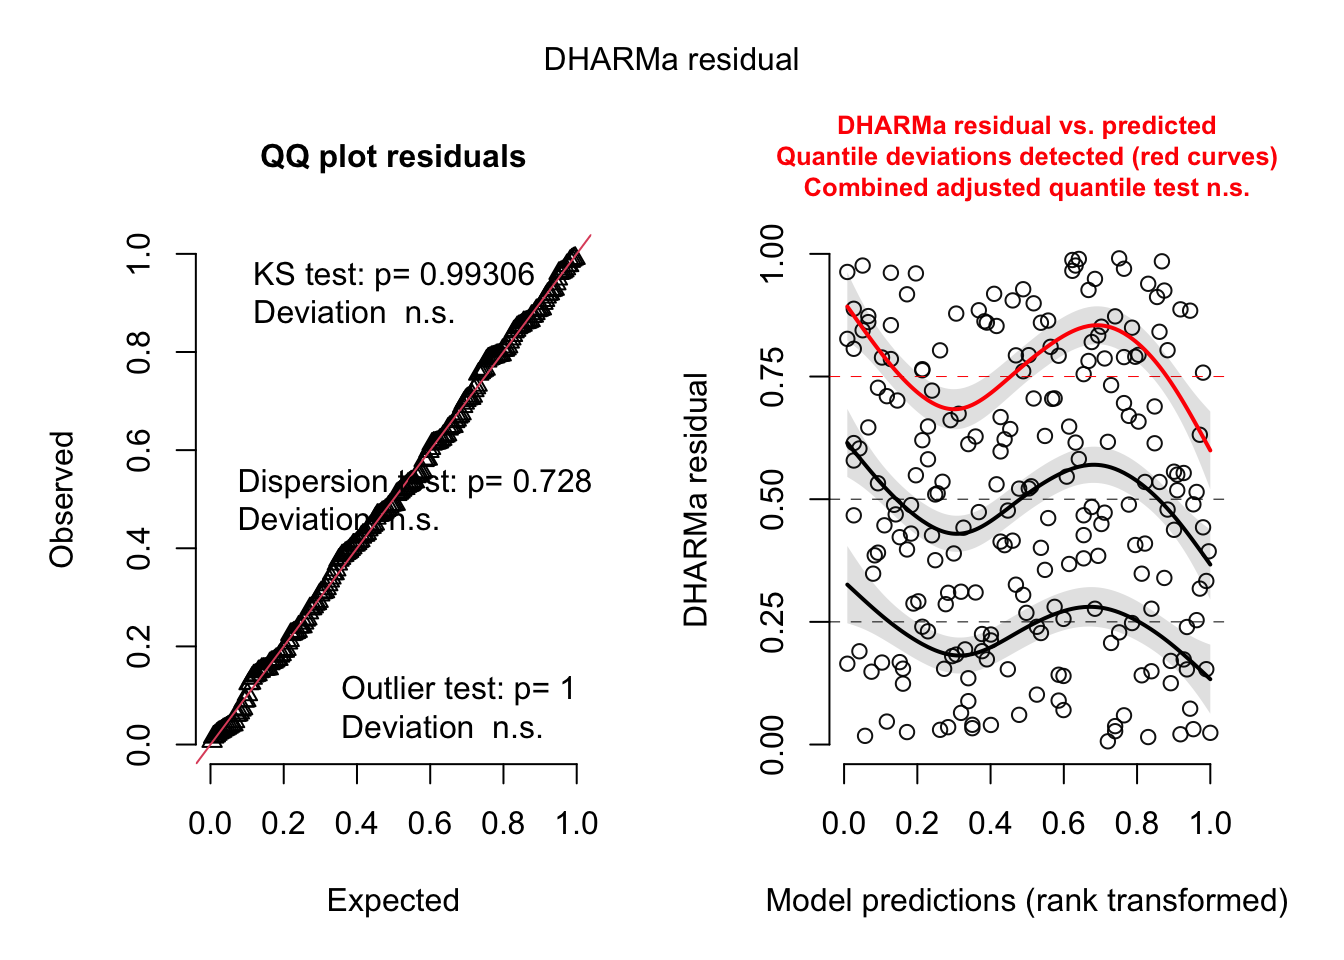 DHARMa residual
QQ plot residuals
KS test: p= 0.99306
Deviation  n.s.
Dispersion test: p= 0.728
Deviation n.s.
Outlier test: p= 1
Deviation  n.s.
Observed
0.0 0.2 0.4 0.6 0.8 1.0
0.0 0.2 0.4 0.6 0.8 1.0
Expected
DHARMa residual vs. predicted
Quantile deviations detected (red curves)
Combined adjusted quantile test n.s.
DHARMa residual
0.00 0.25 0.50 0.75 1.00
0.0 0.2 0.4 0.6 0.8 1.0
Model predictions (rank transformed)